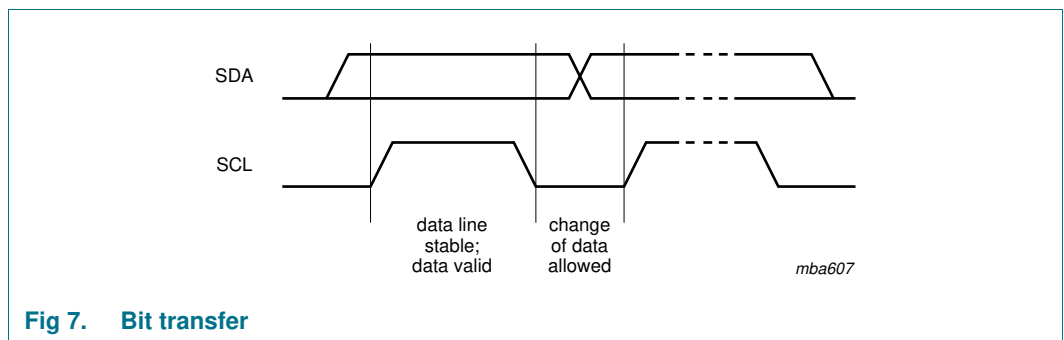 SDA
SCL
data line
stable;
data valid
change
of data
allowed
mba607
Fig 7. Bit transfer